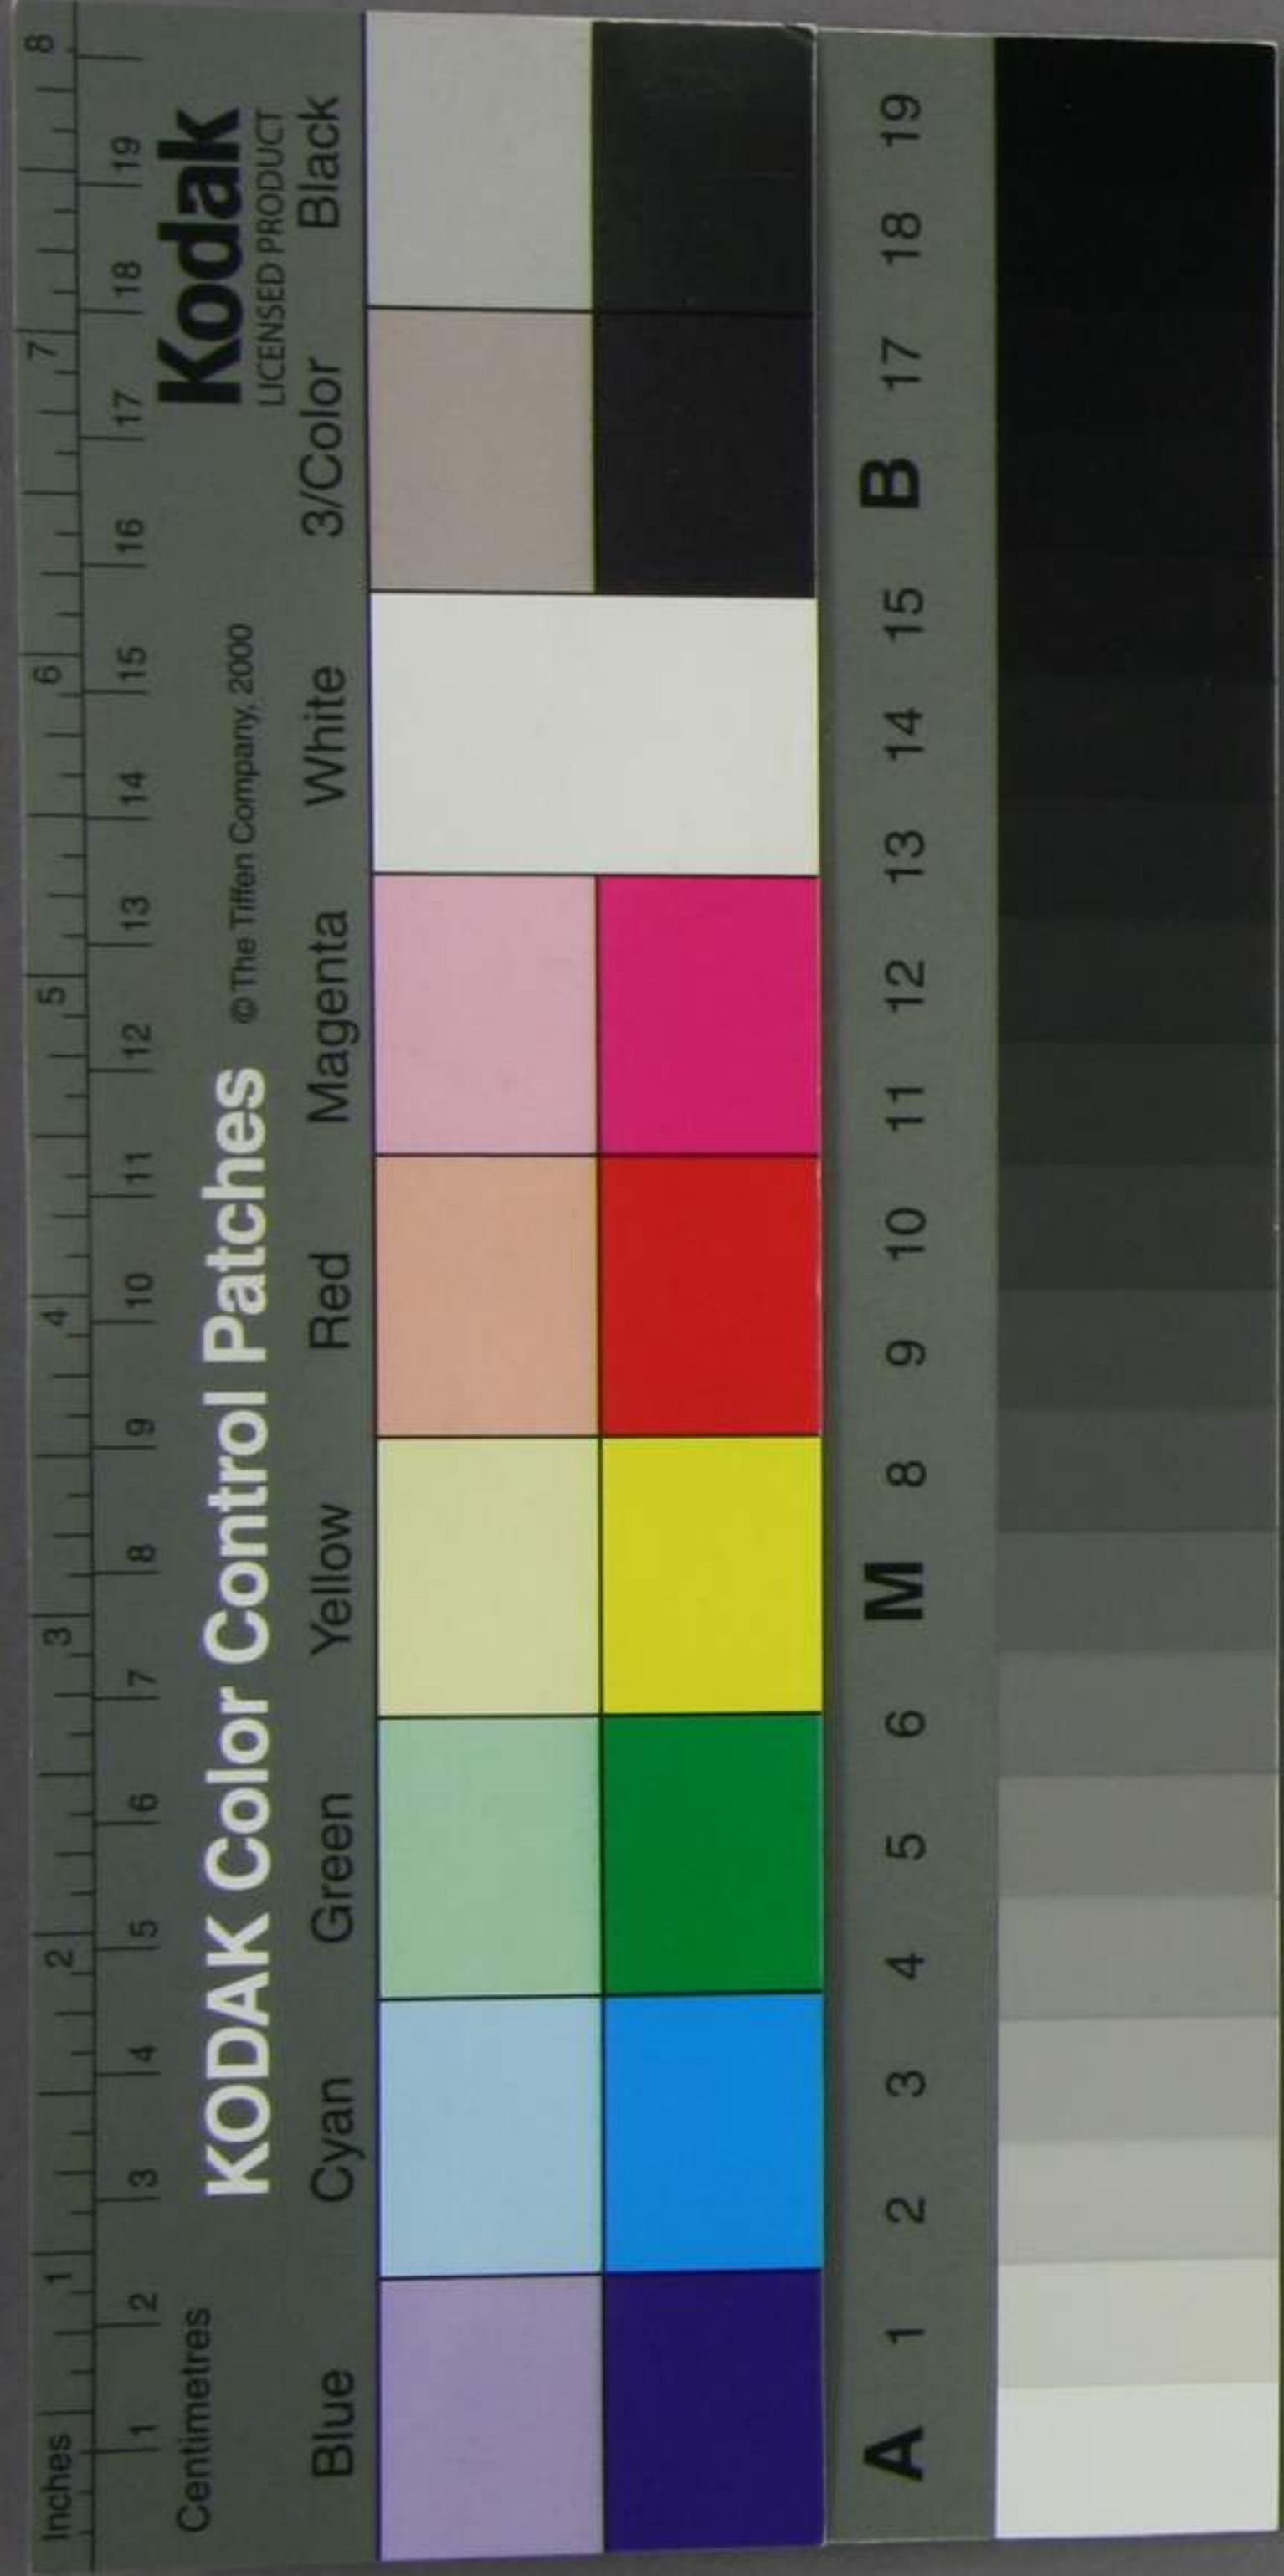 Inches 1 2 3 4 5 6 7 8
Centimetres 1 2 3 4 5 6 7 8 9 10 11 12 13 14 15 16 17 18 19
KODAK Color Control Patches © The Tiffen Company, 2000
Kodak
LICENSED PRODUCT
Blue Cyan Green Yellow Red Magenta White 3/Color Black
A 1 2 3 4 5 6 M 8 9 10 11 12 13 14 15 B 17 18 19